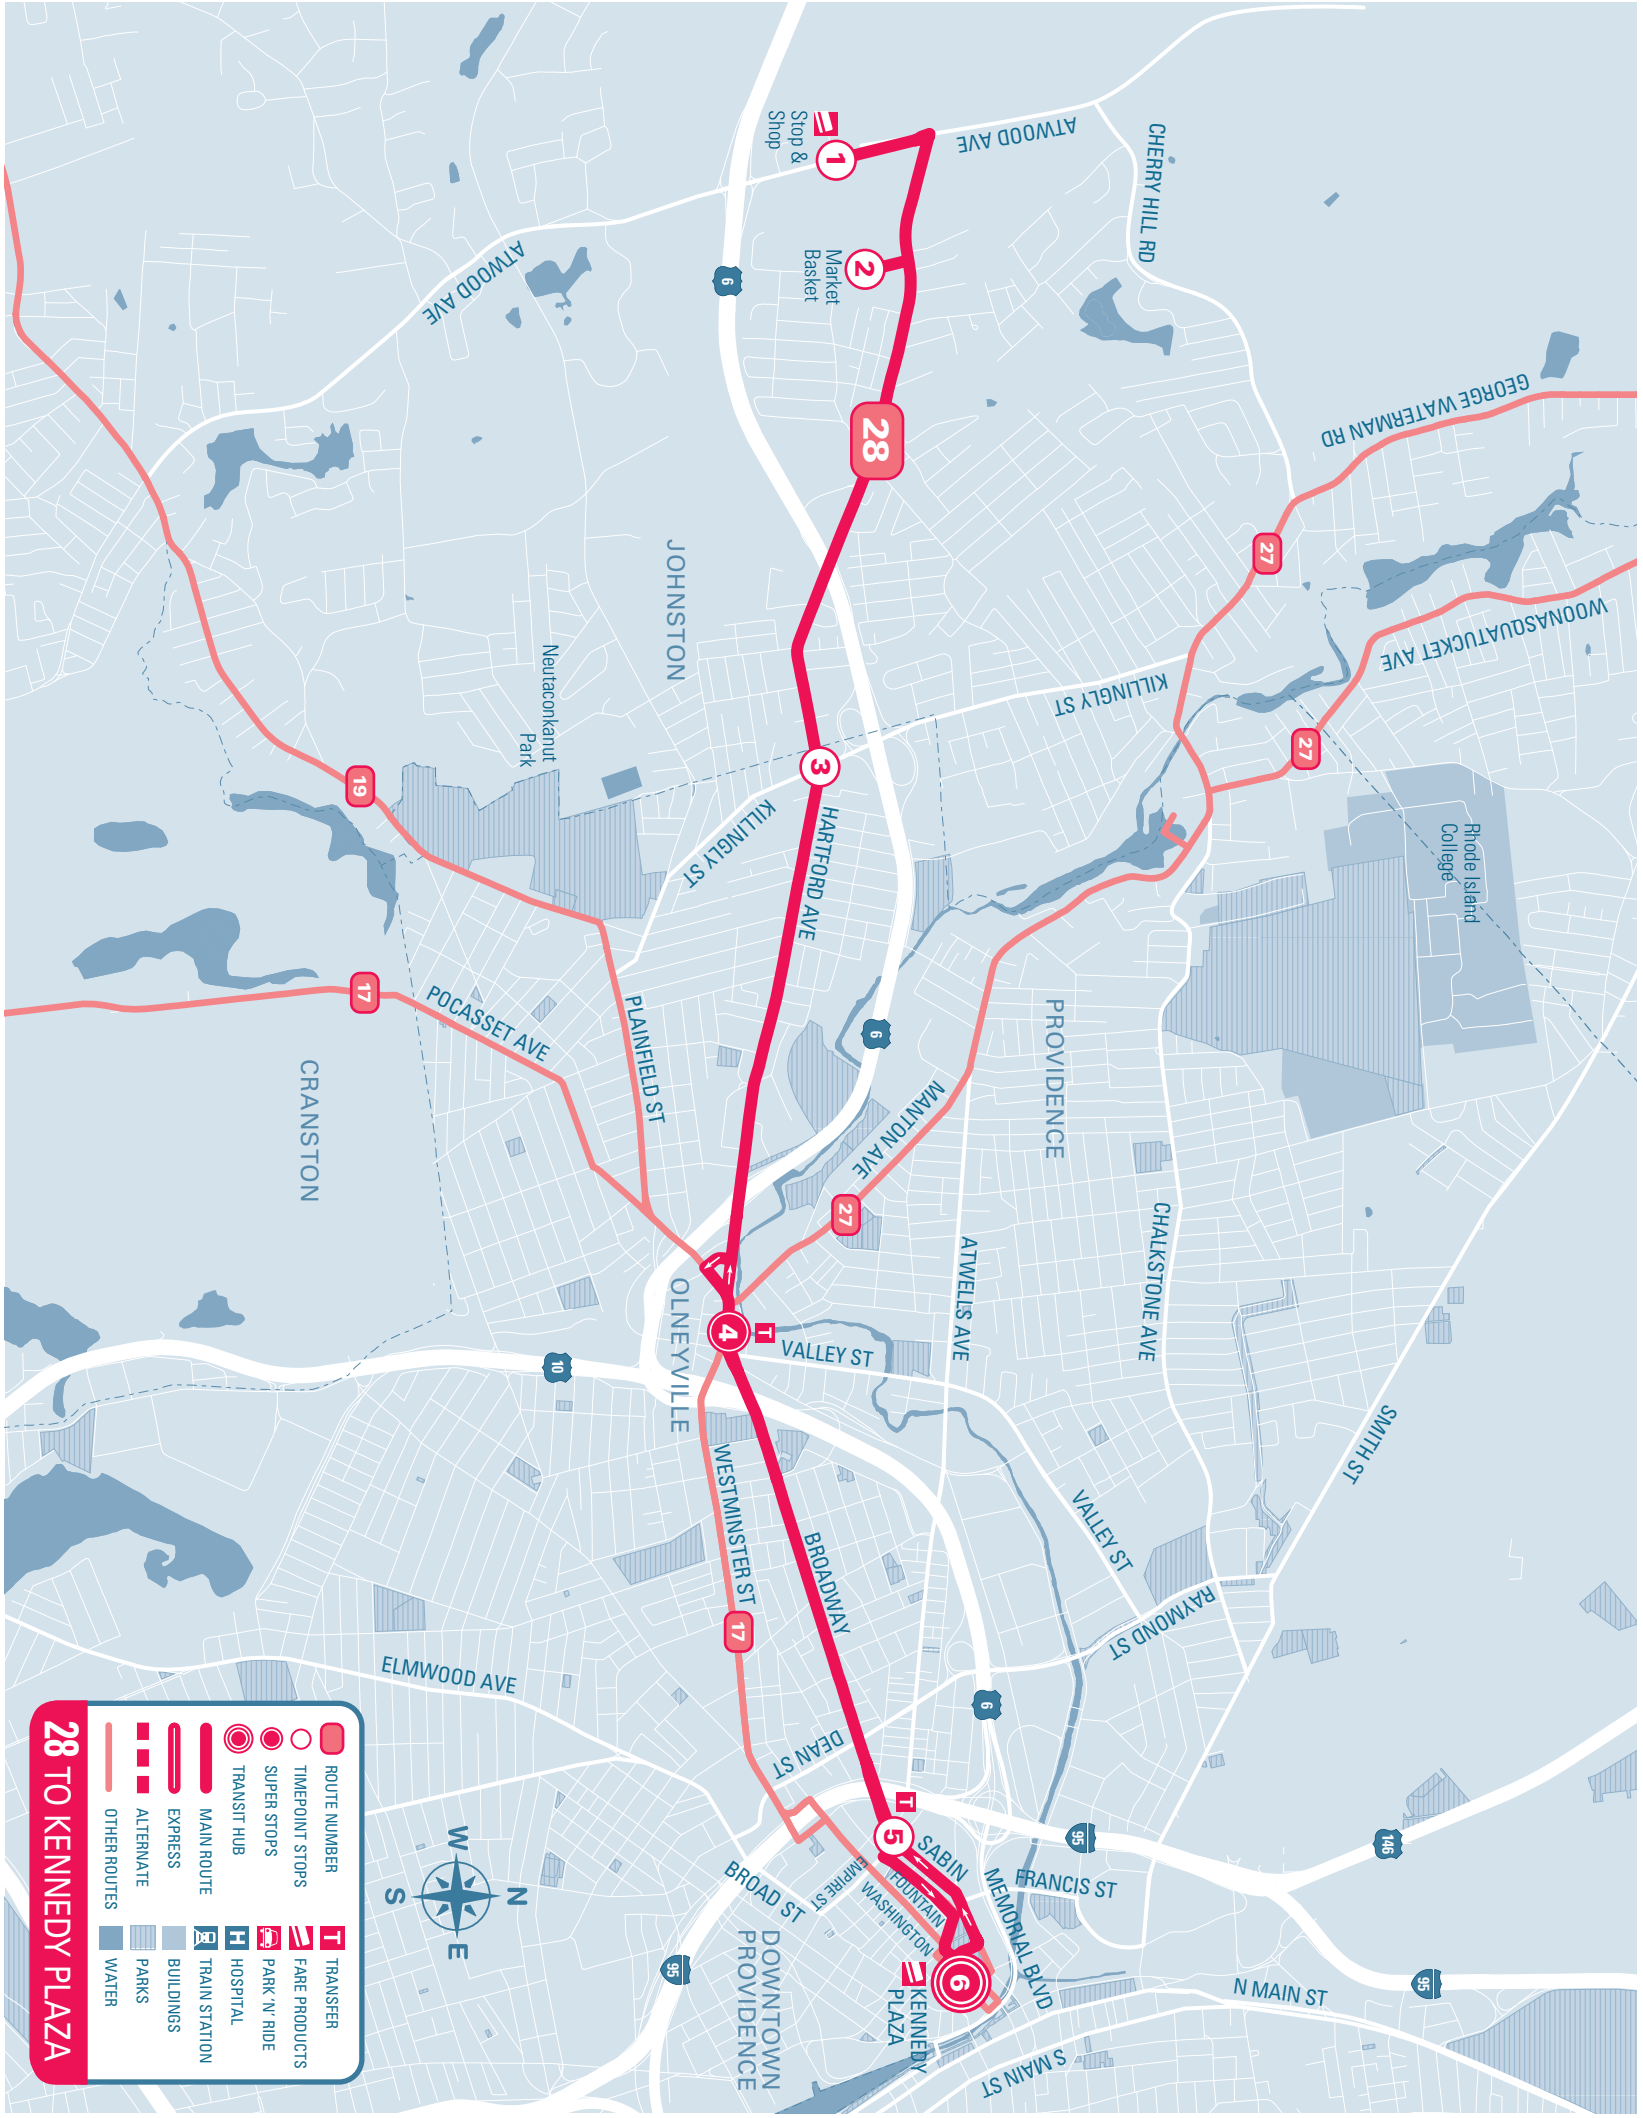 ATWOOD AVE
CHERRY HILL RD
Stop &
Shop
1
Market
Basket
2
6
ATWOOD AVE
28
GEORGE WATERMAN RD
27
WOONASQUATUCKET AVE
27
KILLINGLY ST
JOHNSTON
Neutaconkanut
Park
19
3
KILLINGLY ST
HARTFORD AVE
Rhode Island
College
17
POCASSET AVE
PLAINFIELD ST
6
PROVIDENCE
MANTON AVE
CRANSTON
27
CHALKSTONE AVE
ATWELLS AVE
OLNEYVILLE
4
T
VALLEY ST
10
SMITH ST
WESTMINSTER ST
BROADWAY
VALLEY ST
RAYMOND ST
17
ELMWOOD AVE
6
DEAN ST
T
5
SABIN
95
146
FRANCIS ST
EMPIRE ST
FOUNTAIN
WASHINGTON
MEMORIAL BLVD
BROAD ST
DOWNTOWN
PROVIDENCE
95
6
KENNEDY
PLAZA
N MAIN ST
95
S MAIN ST
N
W
E
S
ROUTE NUMBER
TIMEPOINT STOPS
SUPER STOPS
TRANSIT HUB
MAIN ROUTE
EXPRESS
ALTERNATE
OTHER ROUTES
T TRANSFER
FARE PRODUCTS
PARK 'N' RIDE
H HOSPITAL
TRAIN STATION
BUILDINGS
PARKS
WATER
28 TO KENNEDY PLAZA